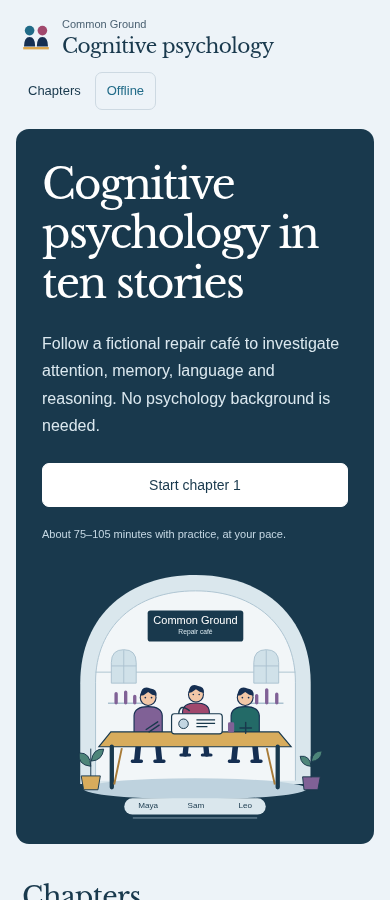 Common Ground
Cognitive psychology
Chapters
Offline
Cognitive
psychology in
ten stories
Follow a fictional repair café to investigate
attention, memory, language and
reasoning. No psychology background is
needed.
Start chapter 1
About 75–105 minutes with practice, at your pace.
Common Ground
Repair café
Maya Sam Leo
Chapters